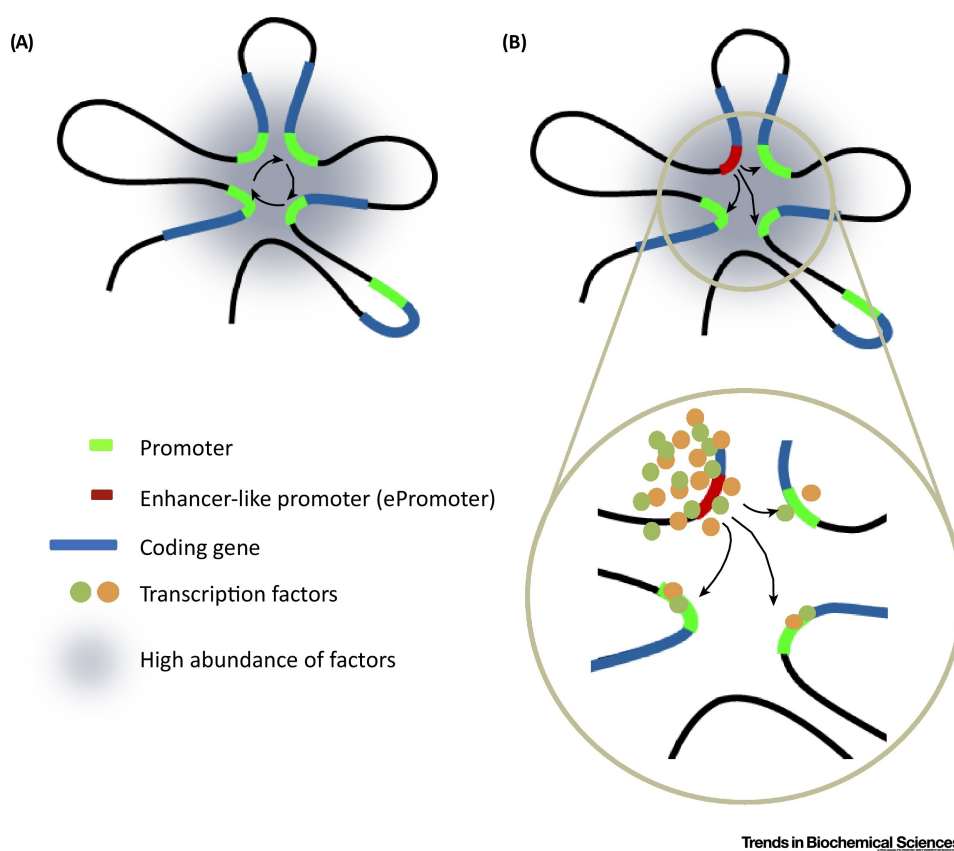 (A)
(B)
Promoter
Enhancer-like promoter (ePromoter)
Coding gene
Transcription factors
High abundance of factors
Trends in Biochemical Sciences